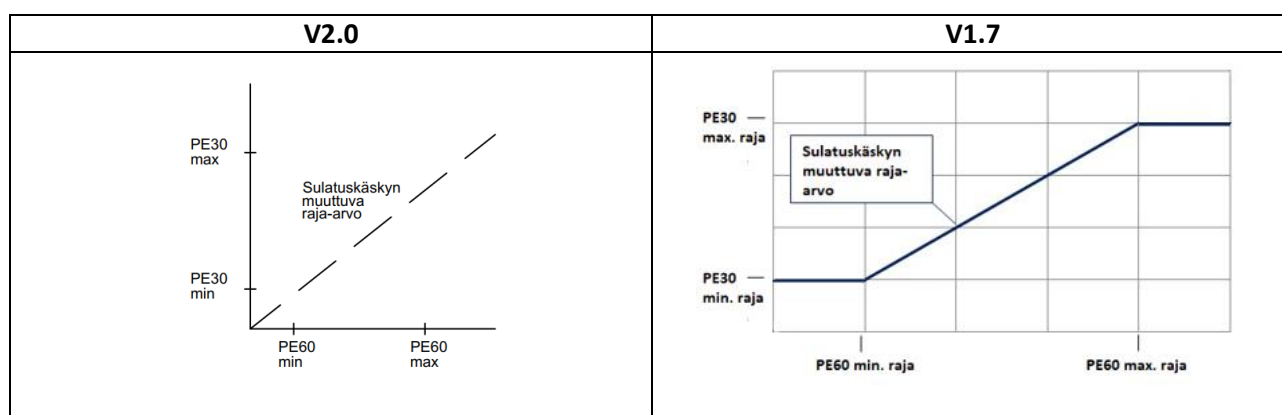 V2.0
V1.7
PE30
max
Sulatuskäskyn
muuttuva
raja-arvo
PE30
min
PE60
min
PE60
max
PE30
max. raja
Sulatuskäskyn
muuttuva raja-
arvo
PE30
min. raja
PE60 min. raja
PE60 max. raja